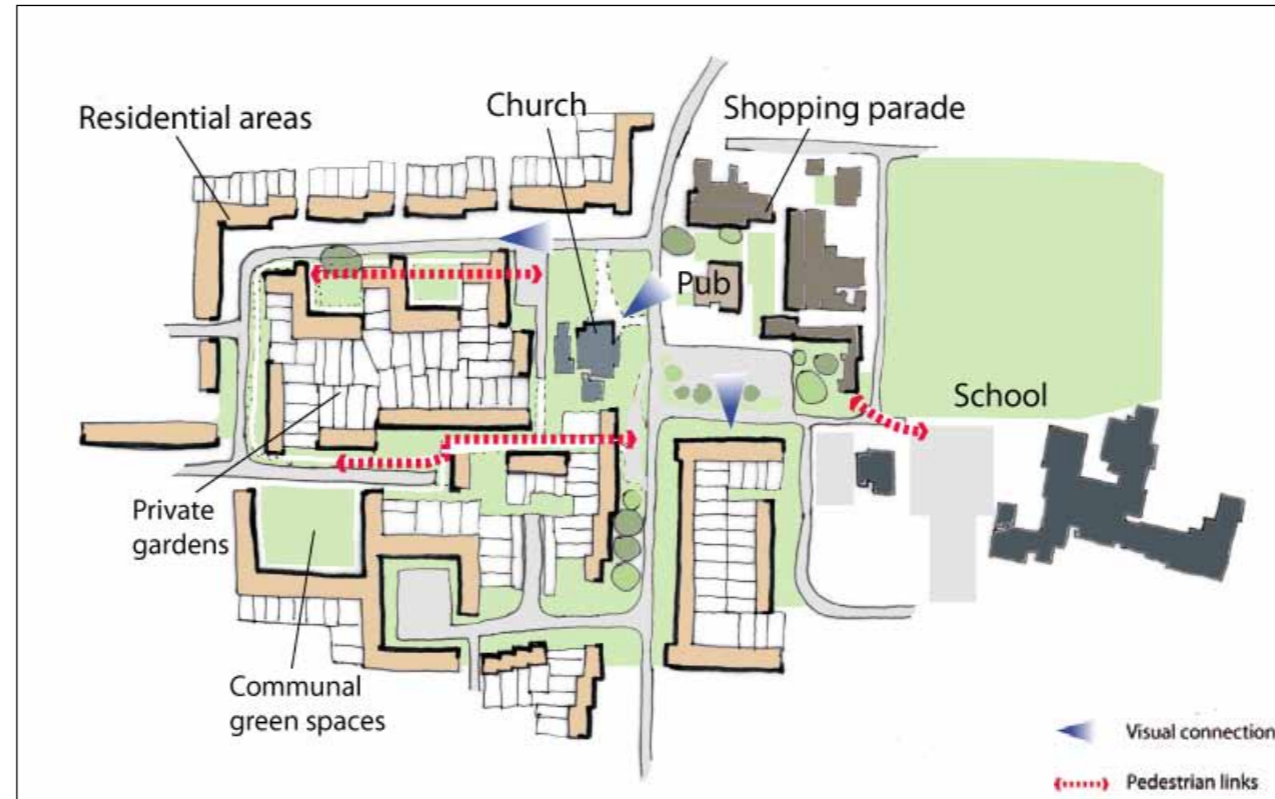 Residential areas
Church
Shopping parade
Pub
School
Private
gardens
Communal
green spaces
Visual connection
Pedestrian links